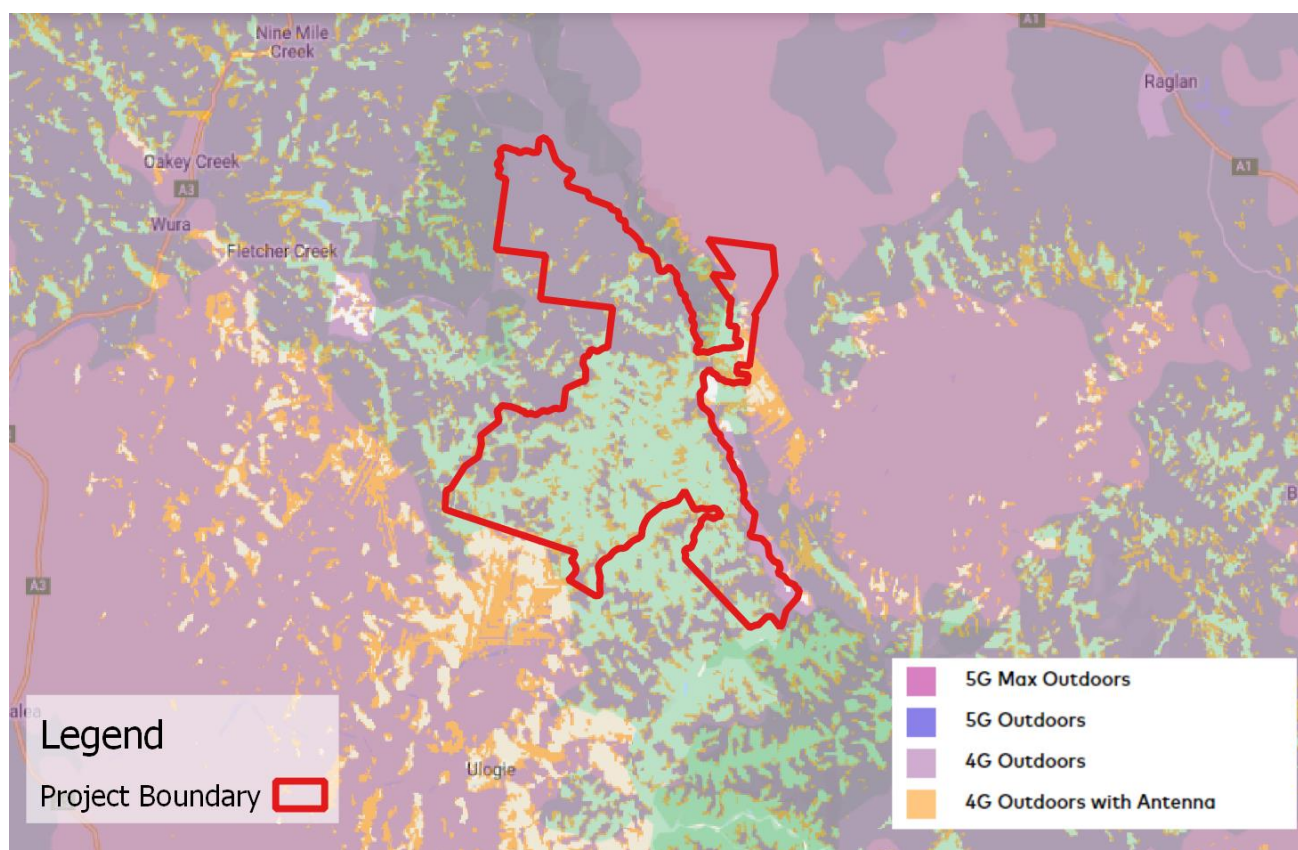 A1
Nine Mile
Creek
Raglan
Oakey Creek
A1
A3
Wura
Fletcher Creek
B
A3
alea
Ulogie
Legend
Project Boundary
5G Max Outdoors
5G Outdoors
4G Outdoors
4G Outdoors with Antenna